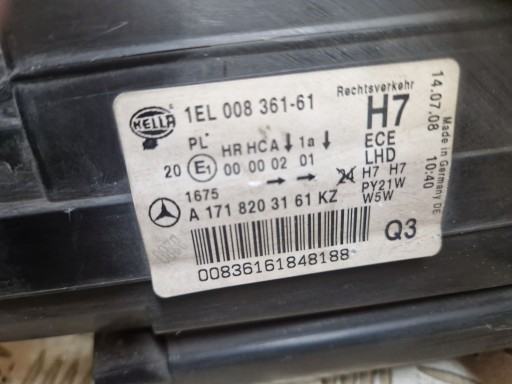 HELLA
1EL 008 361-61
Rechtsverkehr
H7
PL HR HCA 1a
ECE
LHD
20 E1 00 00 02 01
24 H7 H7
PY21W
W5W
1675
A 171 820 31 61 KZ
Q3
00836161848188
14.07.08 10:40
Made in Germany DE